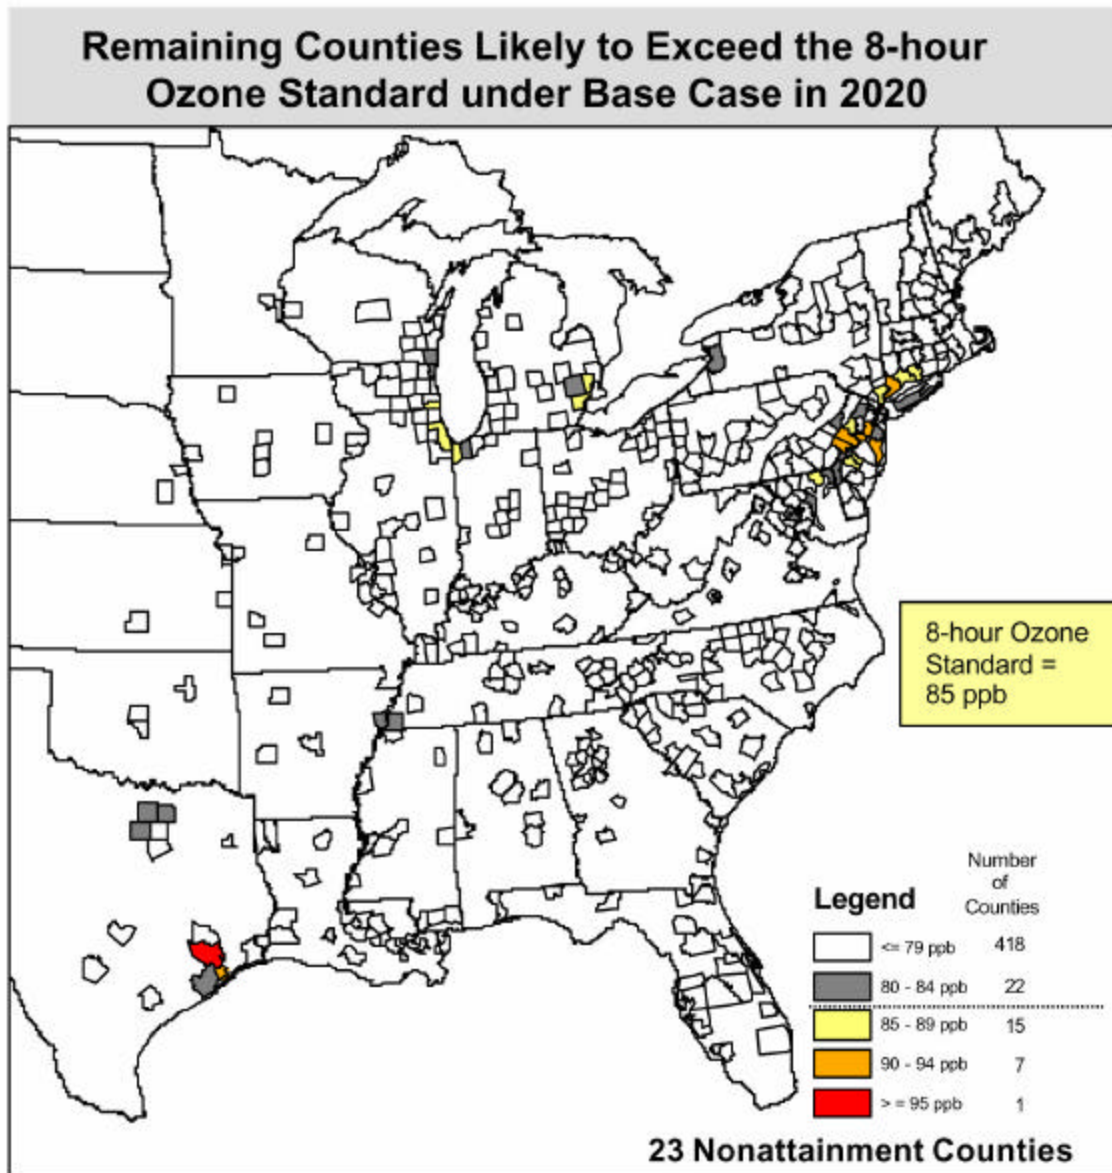 Remaining Counties Likely to Exceed the 8-hour
Ozone Standard under Base Case in 2020
8-hour Ozone
Standard =
85 ppb
Number
of
Counties
Legend
<= 79 ppb 418
80 - 84 ppb 22
85 - 89 ppb 15
90 - 94 ppb 7
> = 95 ppb 1
23 Nonattainment Counties